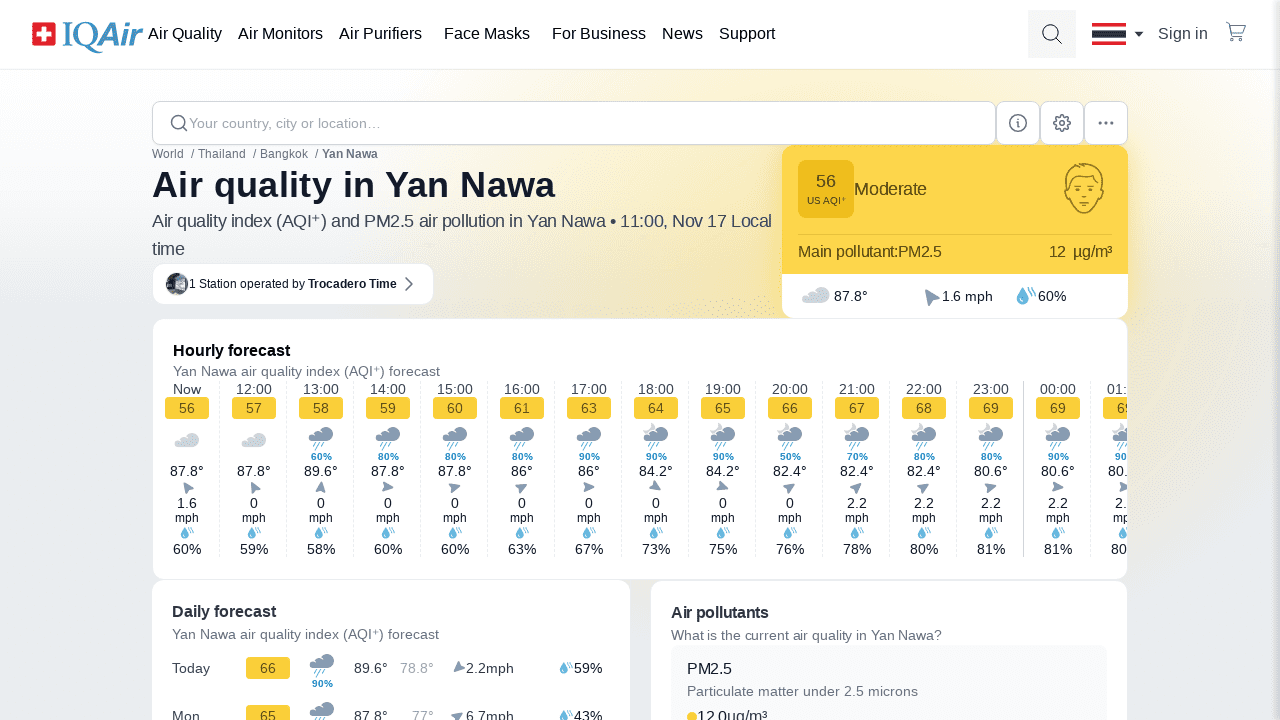 IQAir Air Quality Air Monitors Air Purifiers Face Masks For Business News Support Sign in
Your country, city or location...
World / Thailand / Bangkok / Yan Nawa
Air quality in Yan Nawa
Air quality index (AQI⁺) and PM2.5 air pollution in Yan Nawa • 11:00, Nov 17 Local
time
1 Station operated by Trocadero Time
56
US AQI⁺
Moderate
Main pollutant:PM2.5 12 µg/m³
87.8° 1.6 mph 60%
Hourly forecast
Yan Nawa air quality index (AQI⁺) forecast
Now 12:00 13:00 14:00 15:00 16:00 17:00 18:00 19:00 20:00 21:00 22:00 23:00 00:00 01:
56 57 58 59 60 61 63 64 65 66 67 68 69 69 69
60% 80% 80% 80% 90% 90% 90% 50% 70% 80% 80% 90% 90
87.8° 87.8° 89.6° 87.8° 87.8° 86° 86° 84.2° 84.2° 82.4° 82.4° 82.4° 80.6° 80.6° 80.
1.6 0 0 0 0 0 0 0 0 0 2.2 2.2 2.2 2.2 2.
mph mph mph mph mph mph mph mph mph mph mph mph mph mph mp
60% 59% 58% 60% 60% 63% 67% 73% 75% 76% 78% 80% 81% 81% 80
Daily forecast
Yan Nawa air quality index (AQI⁺) forecast
Today 66 90% 89.6° 78.8° 2.2mph 59%
Mon 65 87.8° 77° 6.7mph 43%
Air pollutants
What is the current air quality in Yan Nawa?
PM2.5
Particulate matter under 2.5 microns
12.0µg/m³